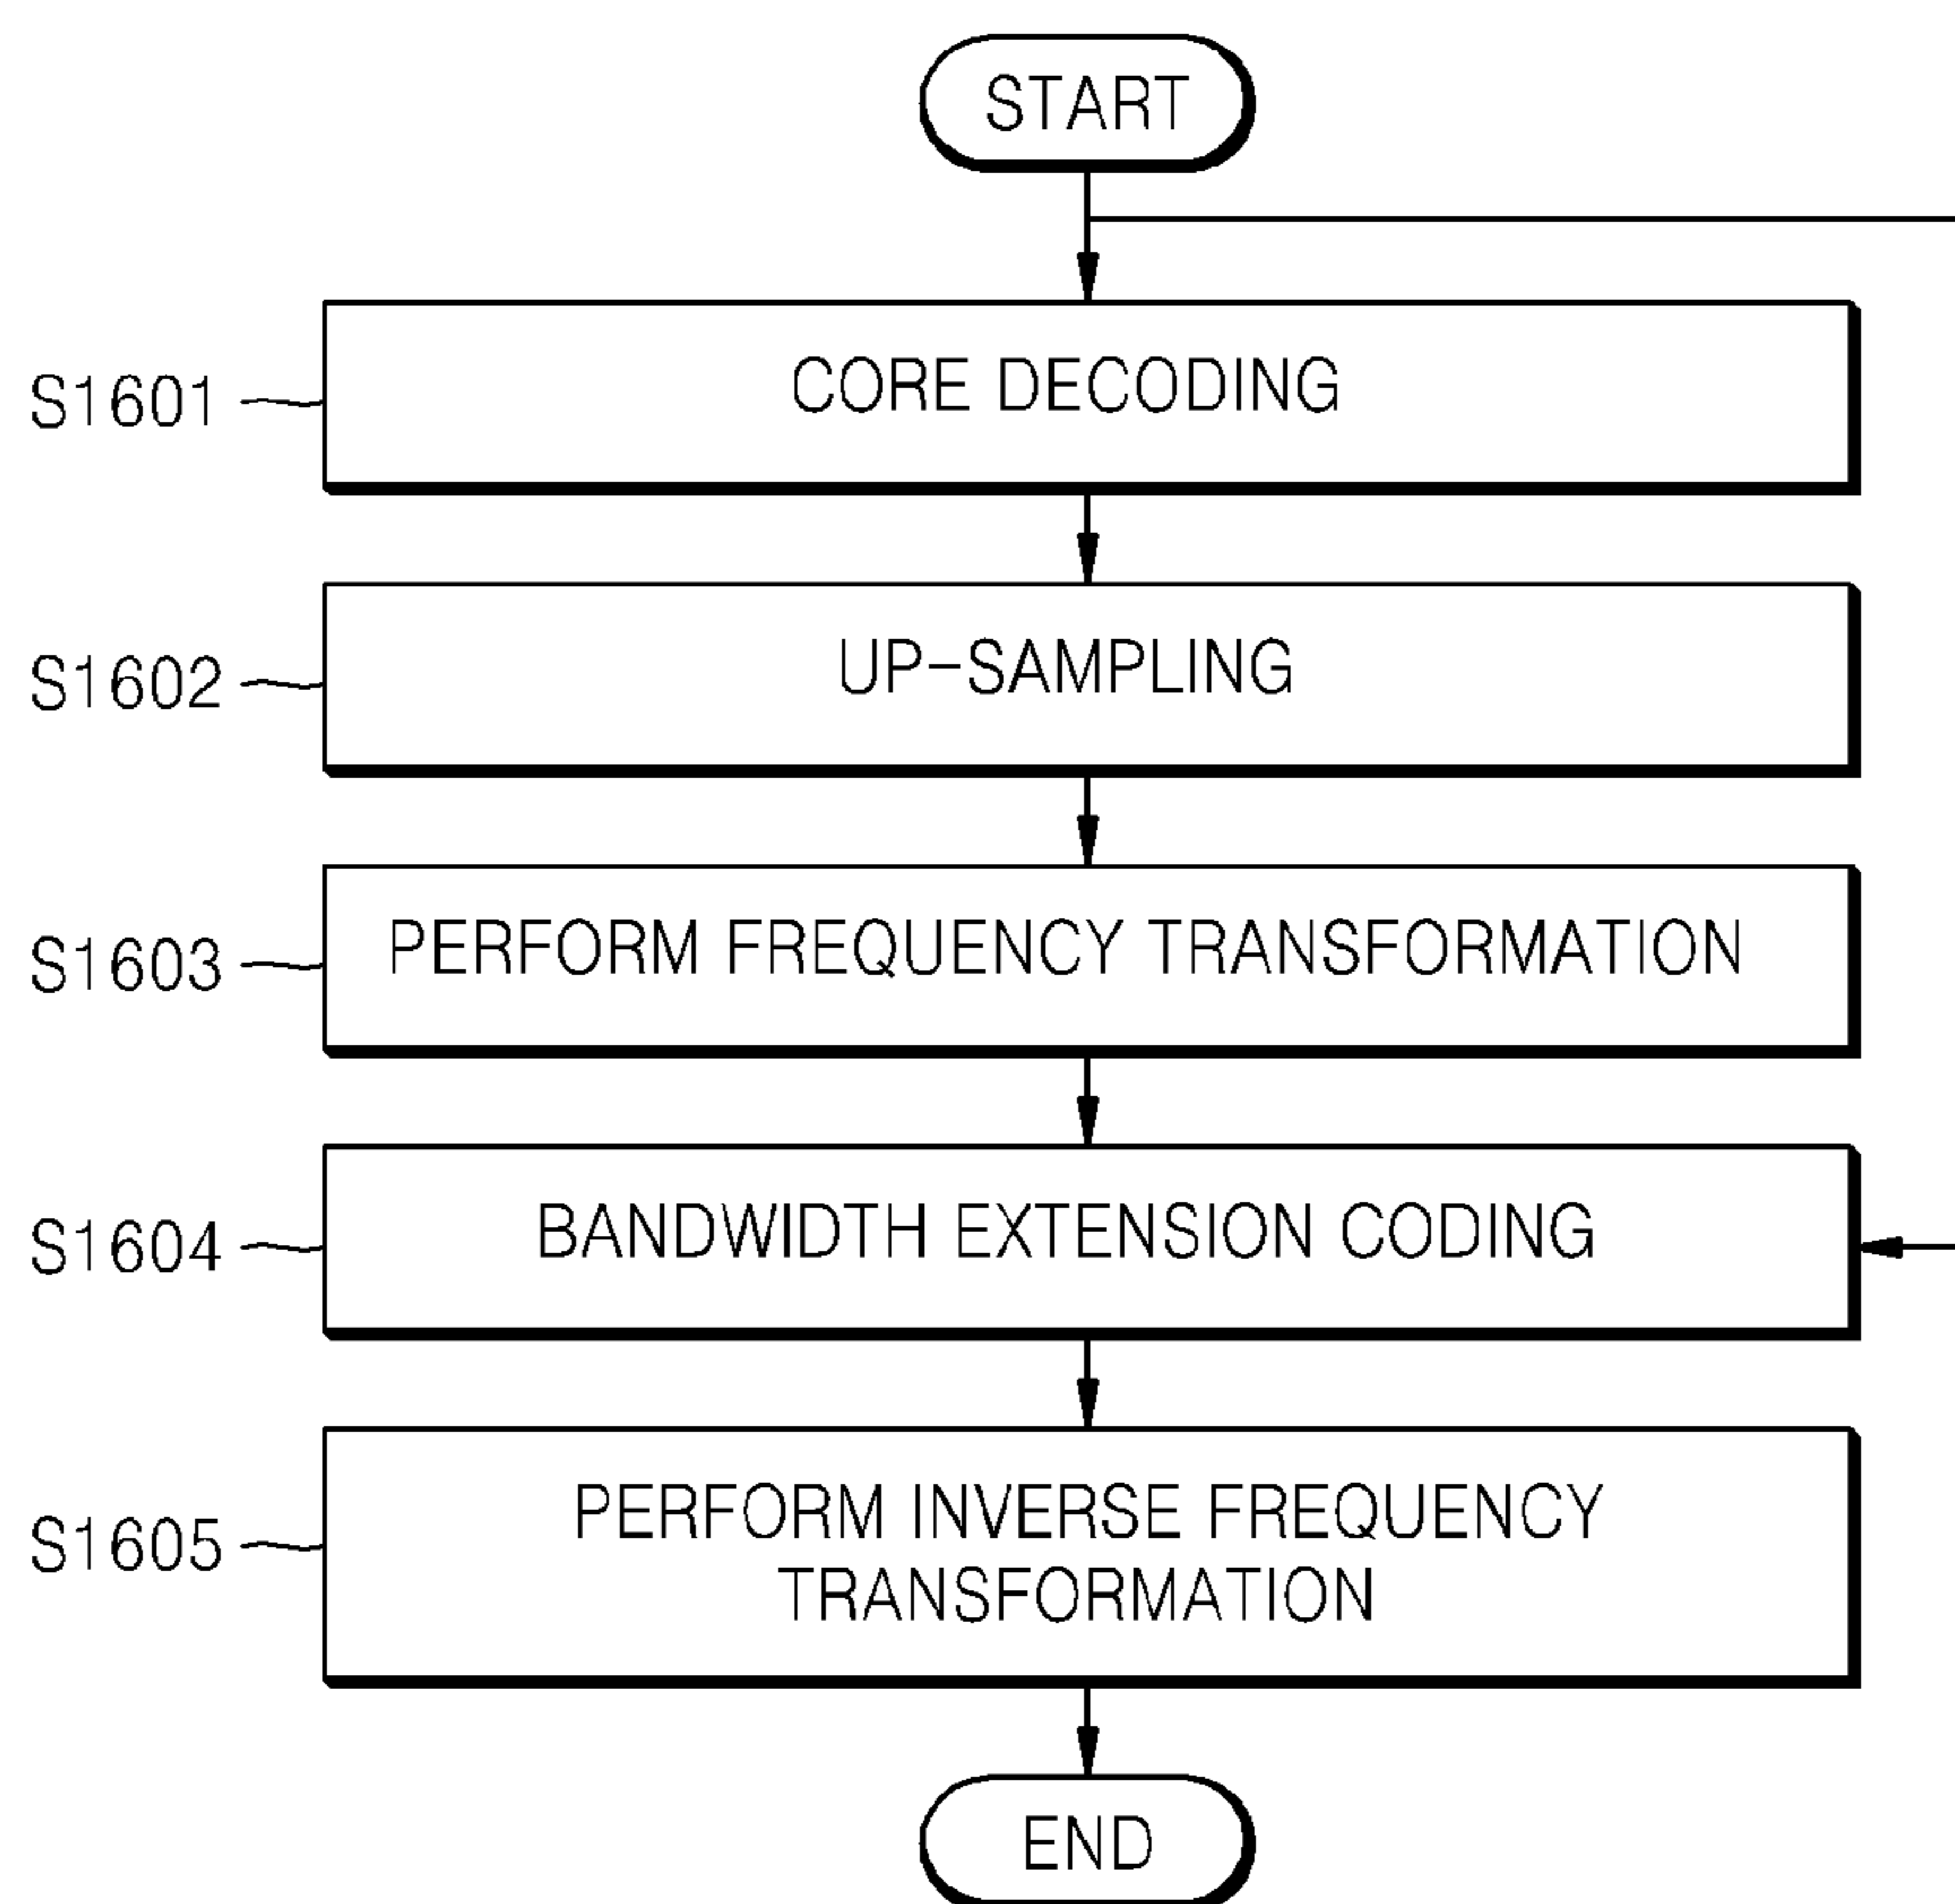 START
S1601
CORE DECODING
S1602
UP-SAMPLING
S1603
PERFORM FREQUENCY TRANSFORMATION
S1604
BANDWIDTH EXTENSION CODING
S1605
PERFORM INVERSE FREQUENCY
TRANSFORMATION
END